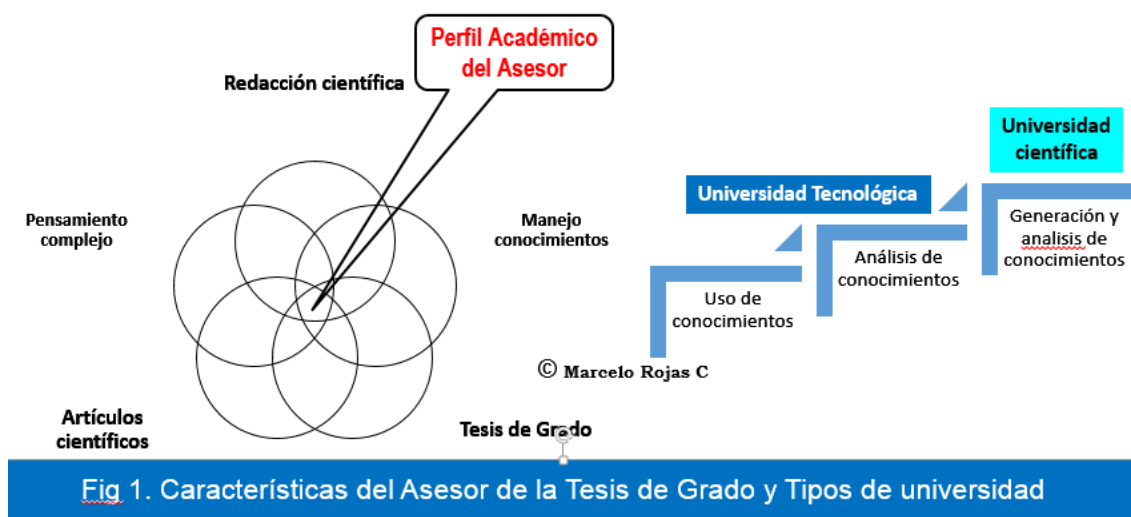 Perfil Académico
del Asesor
Redacción científica
Pensamiento
complejo
Manejo
conocimientos
Artículos
científicos
Tesis de Grado
Universidad
científica
Universidad Tecnológica
Generación y
analisis de
conocimientos
Análisis de
conocimientos
Uso de
conocimientos
© Marcelo Rojas C
Fig 1. Características del Asesor de la Tesis de Grado y Tipos de universidad